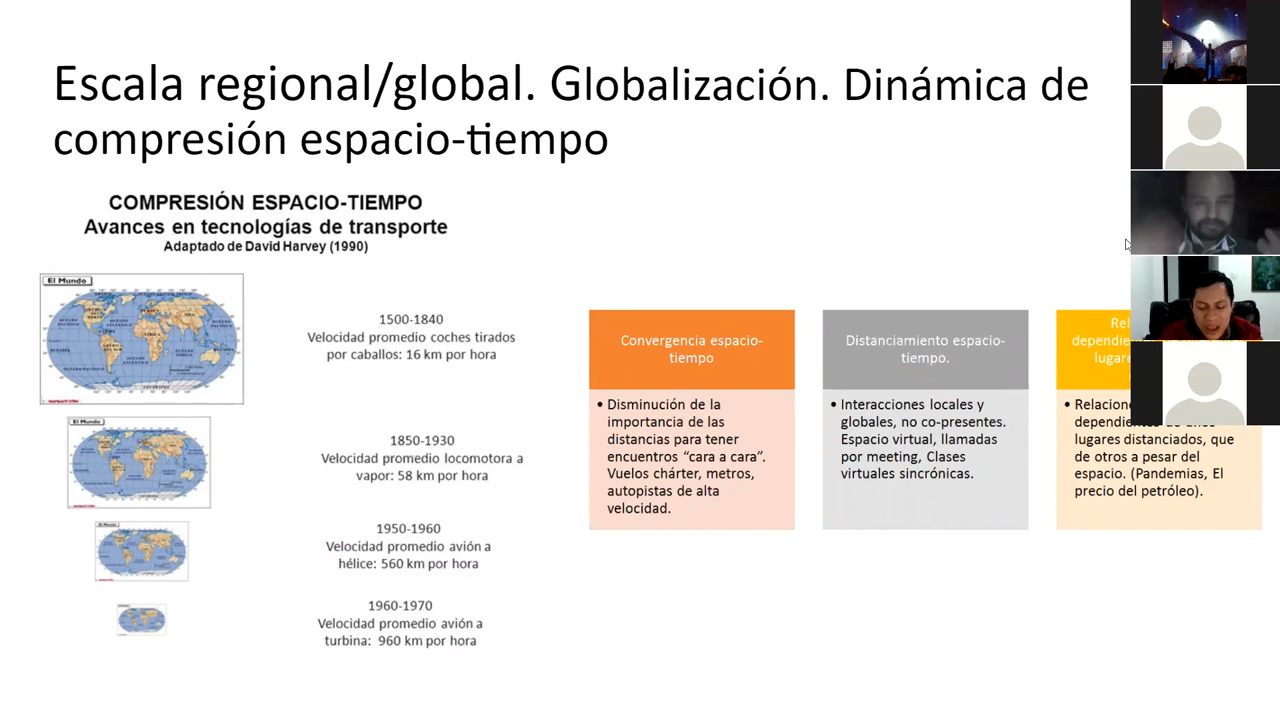 Escala regional/global. Globalización. Dinámica de
compresión espacio-tiempo
COMPRESIÓN ESPACIO-TIEMPO
Avances en tecnologías de transporte
Adaptado de David Harvey (1990)
El Mundo
1500-1840
Velocidad promedio coches tirados
por caballos: 16 km por hora
El Mundo
1850-1930
Velocidad promedio locomotora a
vapor: 58 km por hora
1950-1960
Velocidad promedio avión a
hélice: 560 km por hora
1960-1970
Velocidad promedio avión a
turbina: 960 km por hora
Convergencia espacio-
tiempo
• Disminución de la
importancia de las
distancias para tener
encuentros “cara a cara”.
Vuelos chárter, metros,
autopistas de alta
velocidad.
Distanciamiento espacio-
tiempo.
• Interacciones locales y
globales, no co-presentes.
Espacio virtual, llamadas
por meeting, Clases
virtuales sincrónicas.
• lugares distanciados, que
de otros a pesar del
espacio. (Pandemias, El
precio del petróleo).